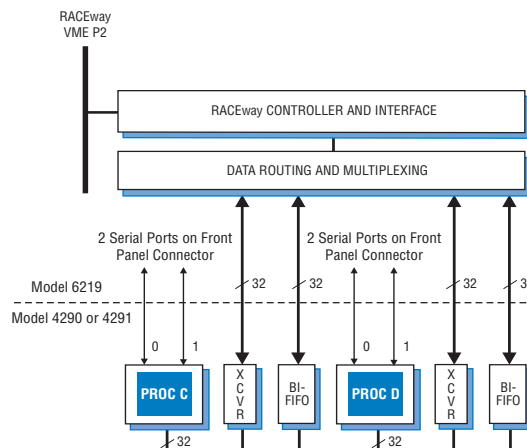 RACEway
VME P2
RACEway CONTROLLER AND INTERFACE
DATA ROUTING AND MULTIPLEXING
2 Serial Ports on Front
Panel Connector
2 Serial Ports on Front
Panel Connector
32
32
32
3
Model 6219
Model 4290 or 4291
0
1
0
1
PROC C
X
C
V
R
BI-
FIFO
PROC D
X
C
V
R
BI-
FIFO
32
32